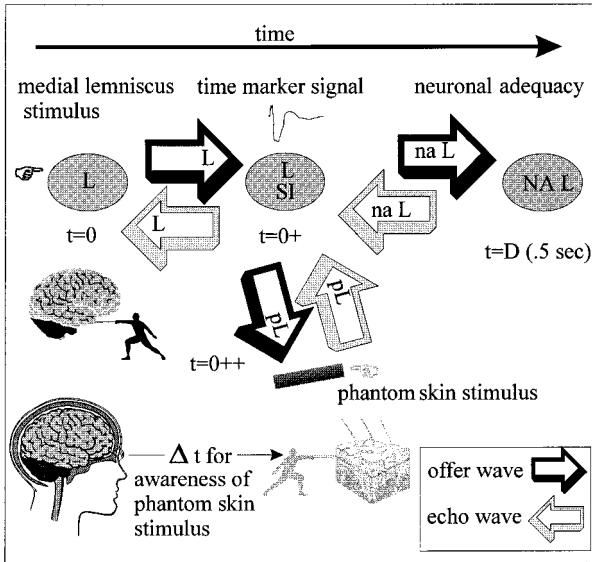 time
medial lemniscus
stimulus
time marker signal
neuronal adequacy
L
L
L
SI
na L
NA L
L
na L
t=0
t=0+
t=D (.5 sec)
pL
pL
t=0++
phantom skin stimulus
Δ t for
awareness of
phantom skin
stimulus
offer wave
echo wave